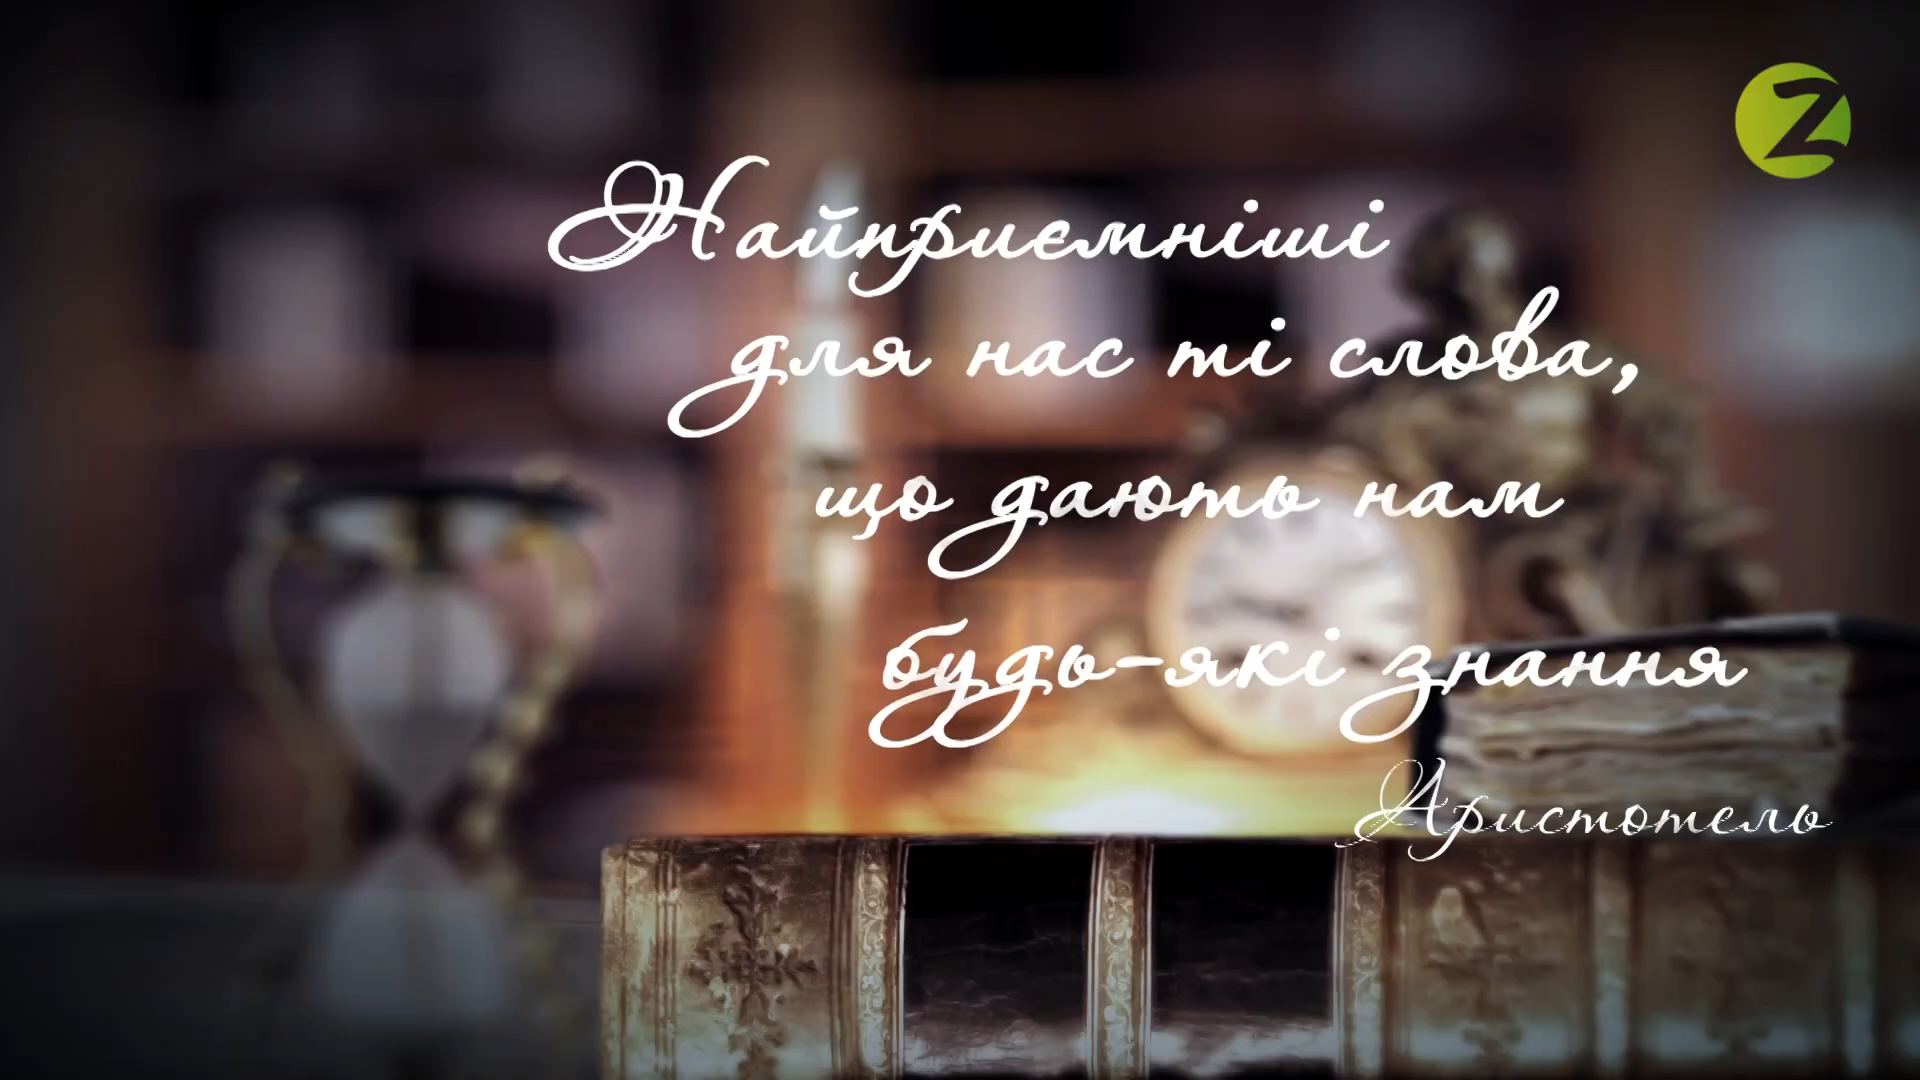 Найприємніші
для нас ті слова,
що дають нам
будь-які знання
Аристотель